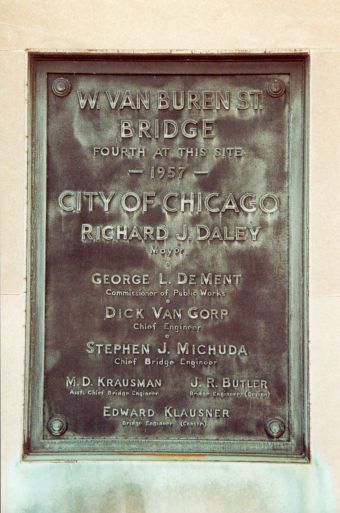 W. VAN BUREN ST.
BRIDGE
FOURTH AT THIS SITE
— 1957 —
CITY OF CHICAGO
RICHARD J. DALEY
Mayor
GEORGE L. DE MENT
Commissioner of Public Works
DICK VAN GORP
Chief Engineer
STEPHEN J. MICHUDA
Chief Bridge Engineer
M. D. KRAUSMAN J. R. BUTLER
Asst. Chief Bridge Engineer Bridge Engineer (Design)
EDWARD KLAUSNER
Bridge Engineer (Constr.)